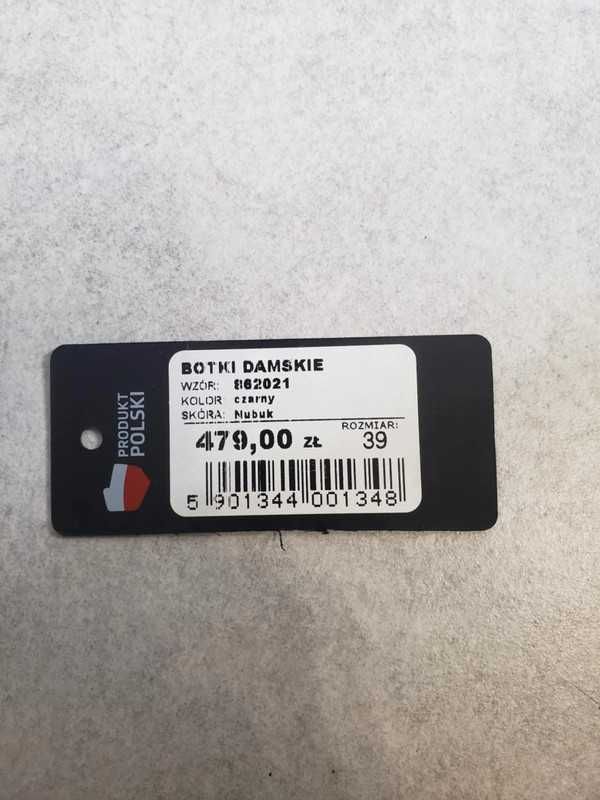 PRODUKT
POLSKI
BOTKI DAMSKIE
WZÓR: 862021
KOLOR: czarny
SKÓRA: Nubuk
479,00 ZŁ
ROZMIAR:
39
5 901344 001348